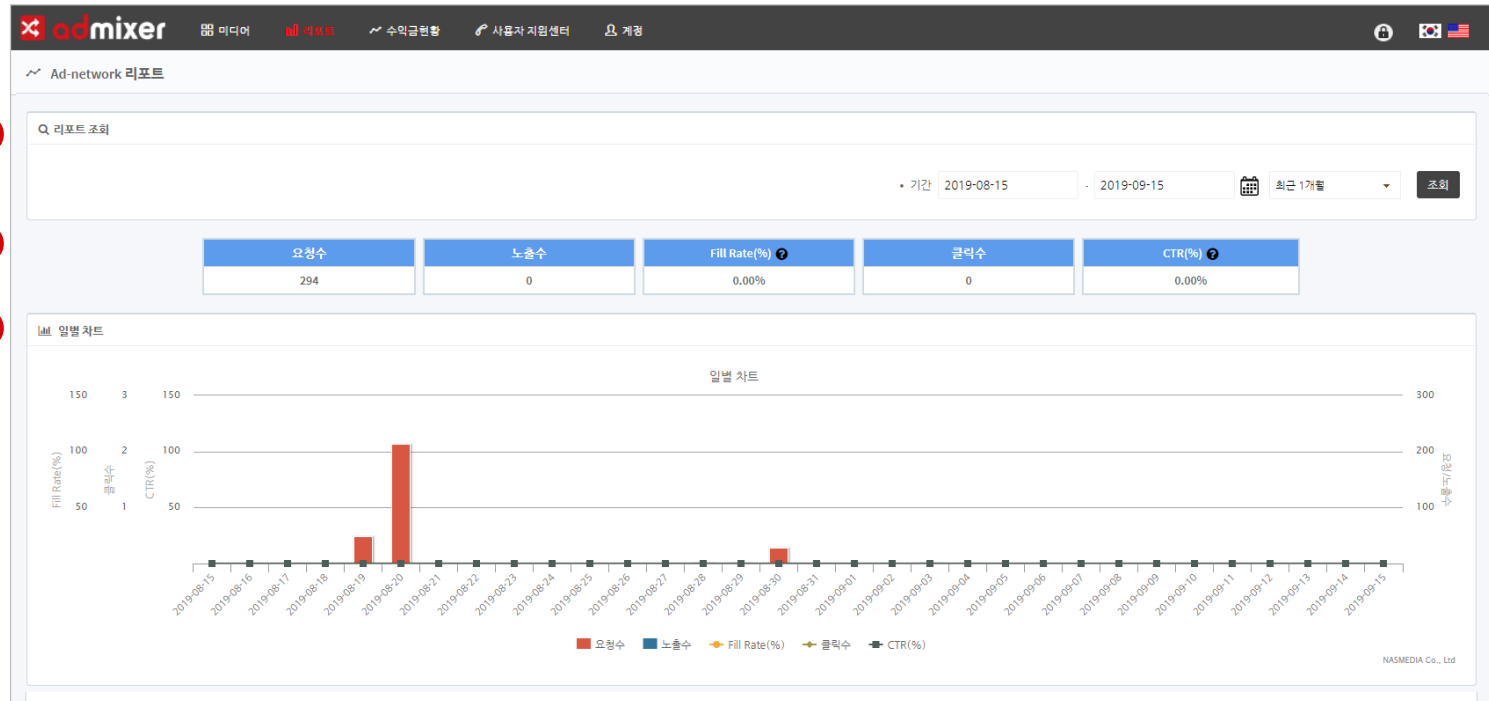 admixer 미디어 리포트 수익금현황 사용자 지원센터 계정
Ad-network 리포트
리포트 조회
• 기간 2019-08-15 - 2019-09-15 최근 1개월 조회
요청수 노출수 Fill Rate(%) ? 클릭수 CTR(%) ?
294 0 0.00% 0 0.00%
일별 차트
일별 차트
150 3 150 300
100 2 100 200
50 1 50 100
Fill Rate(%) 클릭수 CTR(%) 요청/노출수
2019-08-15 2019-08-16 2019-08-17 2019-08-18 2019-08-19 2019-08-20 2019-08-21 2019-08-22 2019-08-23 2019-08-24 2019-08-25 2019-08-26 2019-08-27 2019-08-28 2019-08-29 2019-08-30 2019-08-31 2019-09-01 2019-09-02 2019-09-03 2019-09-04 2019-09-05 2019-09-06 2019-09-07 2019-09-08 2019-09-09 2019-09-10 2019-09-11 2019-09-12 2019-09-13 2019-09-14 2019-09-15
요청수 노출수 Fill Rate(%) 클릭수 CTR(%)
NASMEDIA Co., Ltd